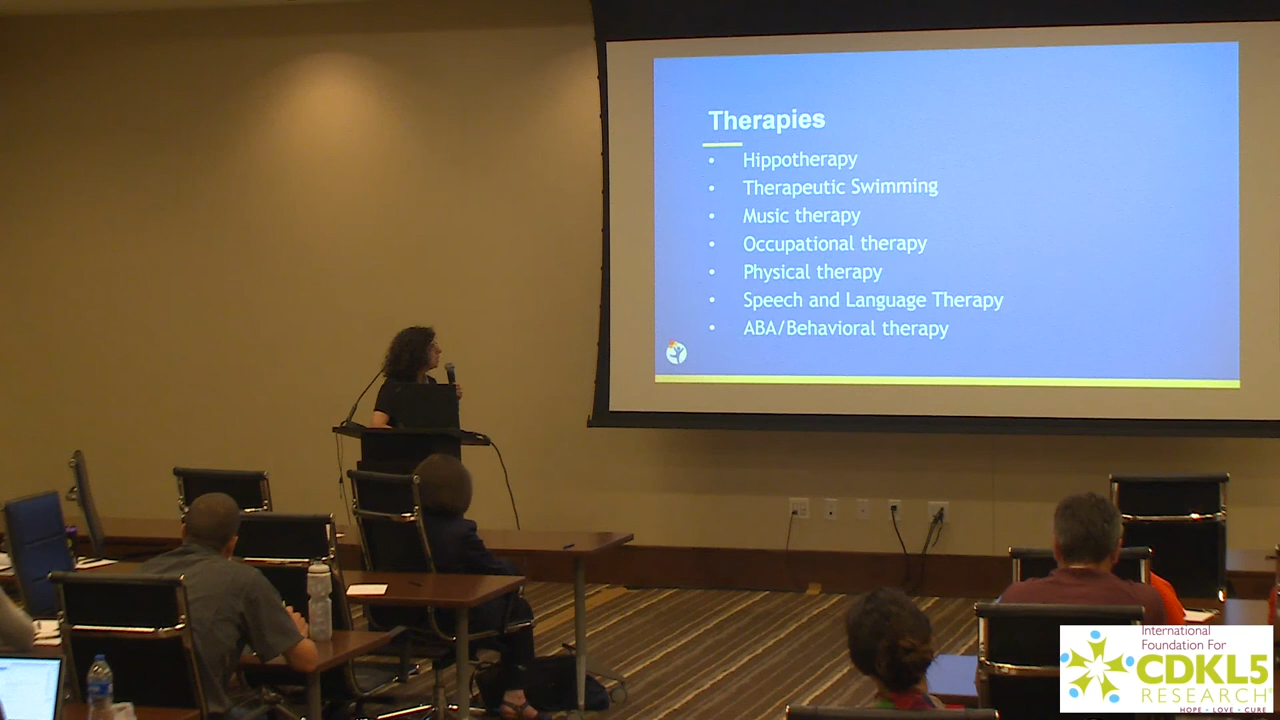 Therapies
• Hippotherapy
• Therapeutic Swimming
• Music therapy
• Occupational therapy
• Physical therapy
• Speech and Language Therapy
• ABA/Behavioral therapy
International
Foundation For
CDKL5
RESEARCH
HOPE - LOVE - CURE